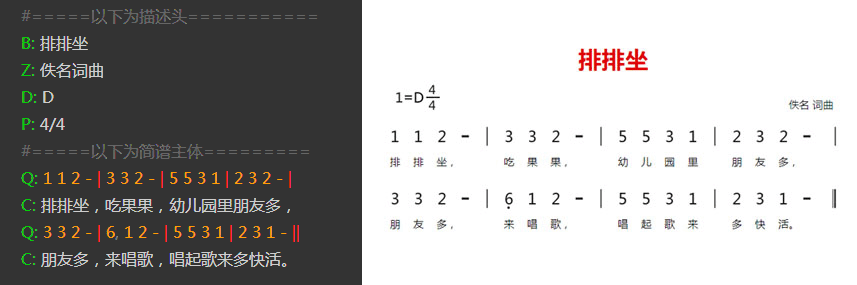 #=====以下为描述头===========
B: 排排坐
Z: 佚名词曲
D: D
P: 4/4
#=====以下为简谱主体=========
Q: 1 1 2 - | 3 3 2 - | 5 5 3 1 | 2 3 2 - |
C: 排排坐，吃果果，幼儿园里朋友多，
Q: 3 3 2 - | 6, 1 2 - | 5 5 3 1 | 2 3 1 - ||
C: 朋友多，来唱歌，唱起歌来多快活。
排排坐
1=D 4/4
佚名 词曲
1 1 2 - | 3 3 2 - | 5 5 3 1 | 2 3 2 - |
排 排 坐， 吃 果 果， 幼 儿 园 里 朋 友 多，
3 3 2 - | 6̣ 1 2 - | 5 5 3 1 | 2 3 1 - ||
朋 友 多， 来 唱 歌， 唱 起 歌 来 多 快 活。